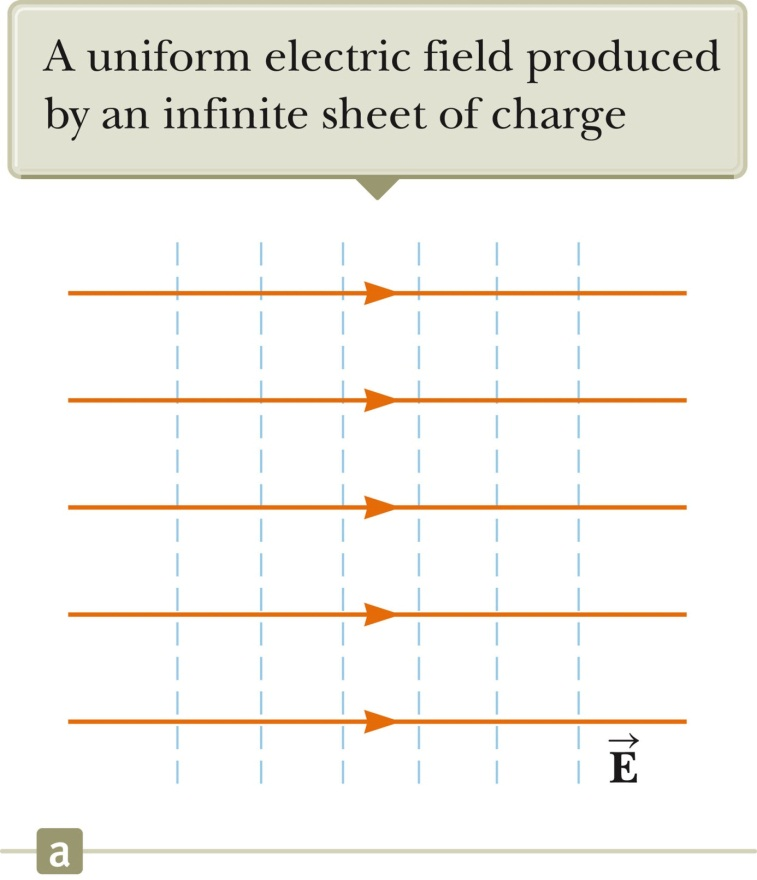 A uniform electric field produced
by an infinite sheet of charge
E
a